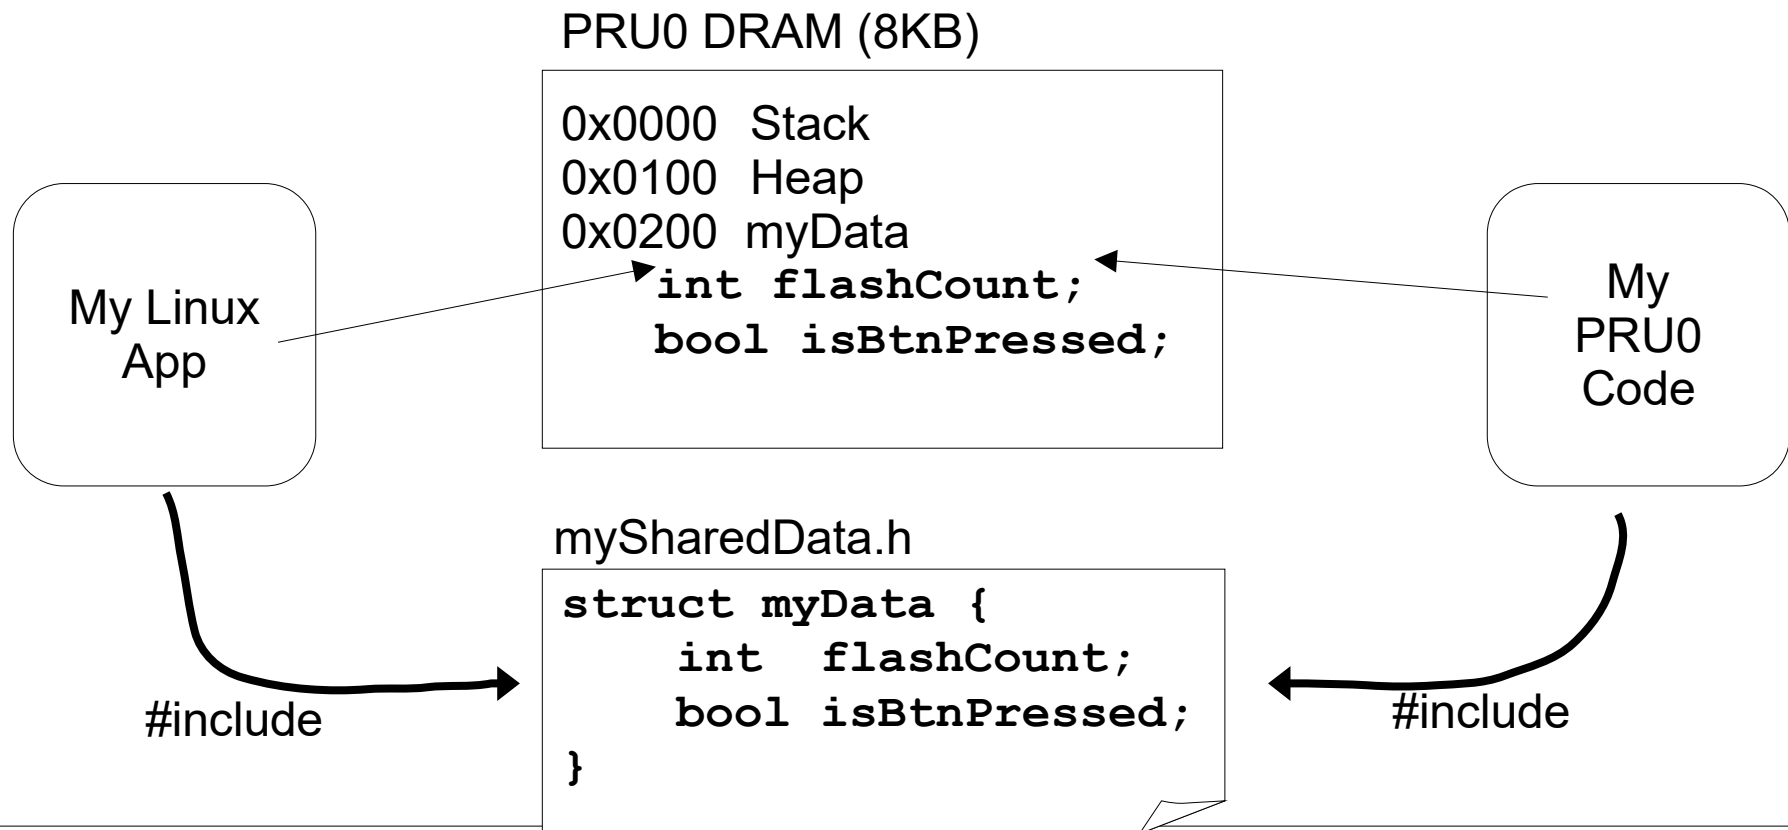 PRU0 DRAM (8KB)
0x0000 Stack
0x0100 Heap
0x0200 myData
int flashCount;
bool isBtnPressed;
My Linux
App
My
PRU0
Code
mySharedData.h
struct myData {
int flashCount;
bool isBtnPressed;
}
#include
#include